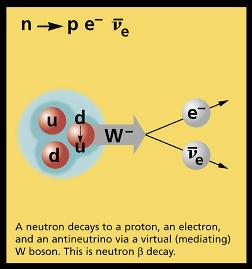 n → p e⁻ ν̅ₑ
u d
u
d
W⁻
e⁻
ν̅ₑ
A neutron decays to a proton, an electron,
and an antineutrino via a virtual (mediating)
W boson. This is neutron β decay.